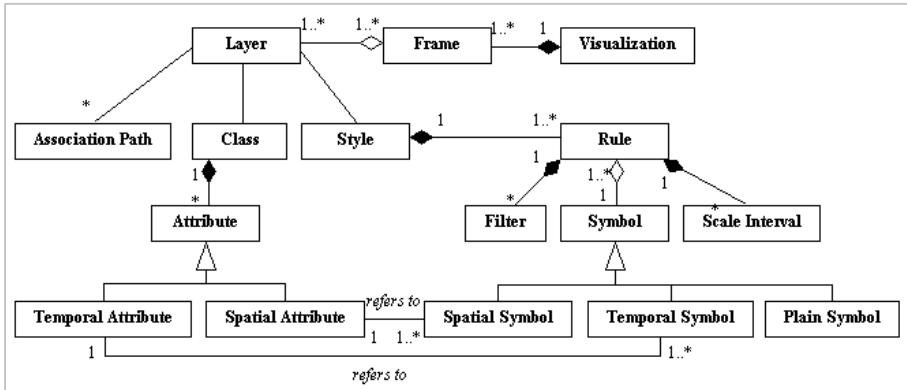 1..* 1..* 1..* 1
Layer Frame Visualization
*
1 1..*
Association Path Class Style Rule
1 1 1..* 1
* * 1 *
Attribute Filter Symbol Scale Interval
refers to
Temporal Attribute Spatial Attribute Spatial Symbol Temporal Symbol Plain Symbol
1 1 1..* 1..*
refers to